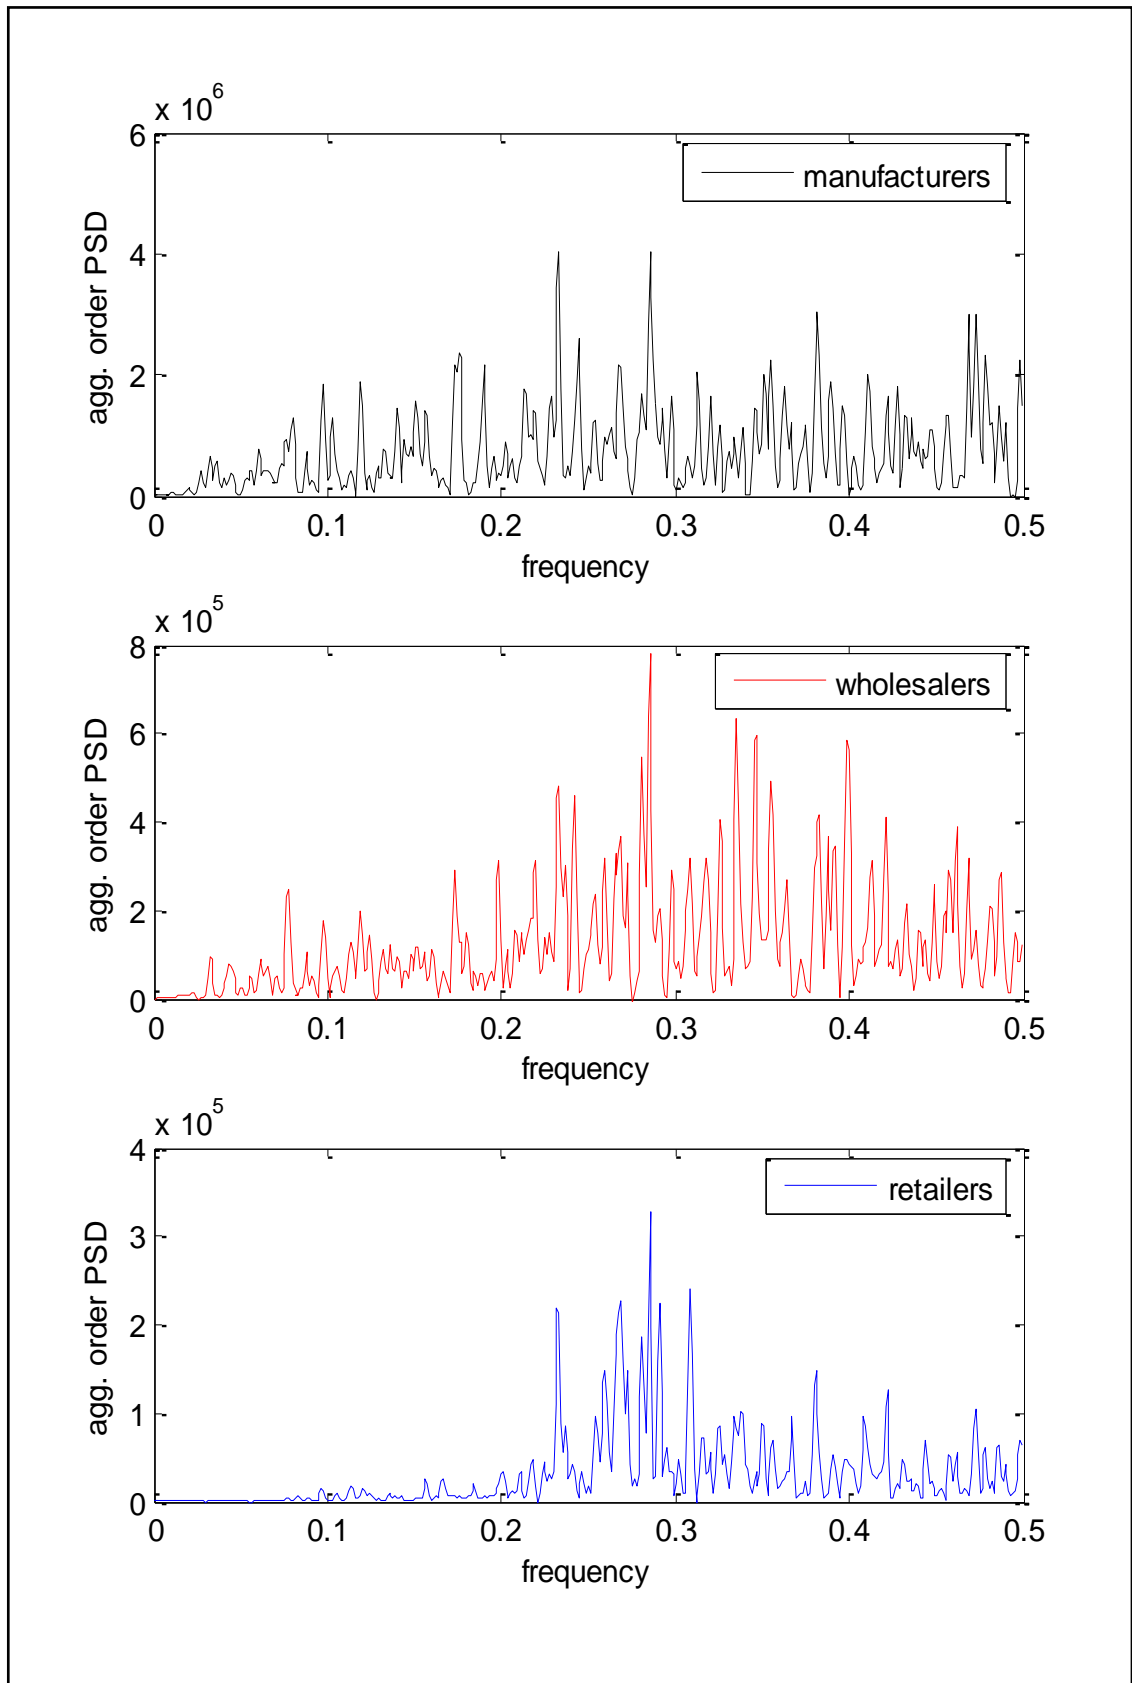 x 10^6
6
manufacturers
4
2
0
agg. order PSD
0 0.1 0.2 0.3 0.4 0.5
frequency
x 10^5
8
wholesalers
6
4
2
0
agg. order PSD
0 0.1 0.2 0.3 0.4 0.5
frequency
x 10^5
4
retailers
3
2
1
0
agg. order PSD
0 0.1 0.2 0.3 0.4 0.5
frequency